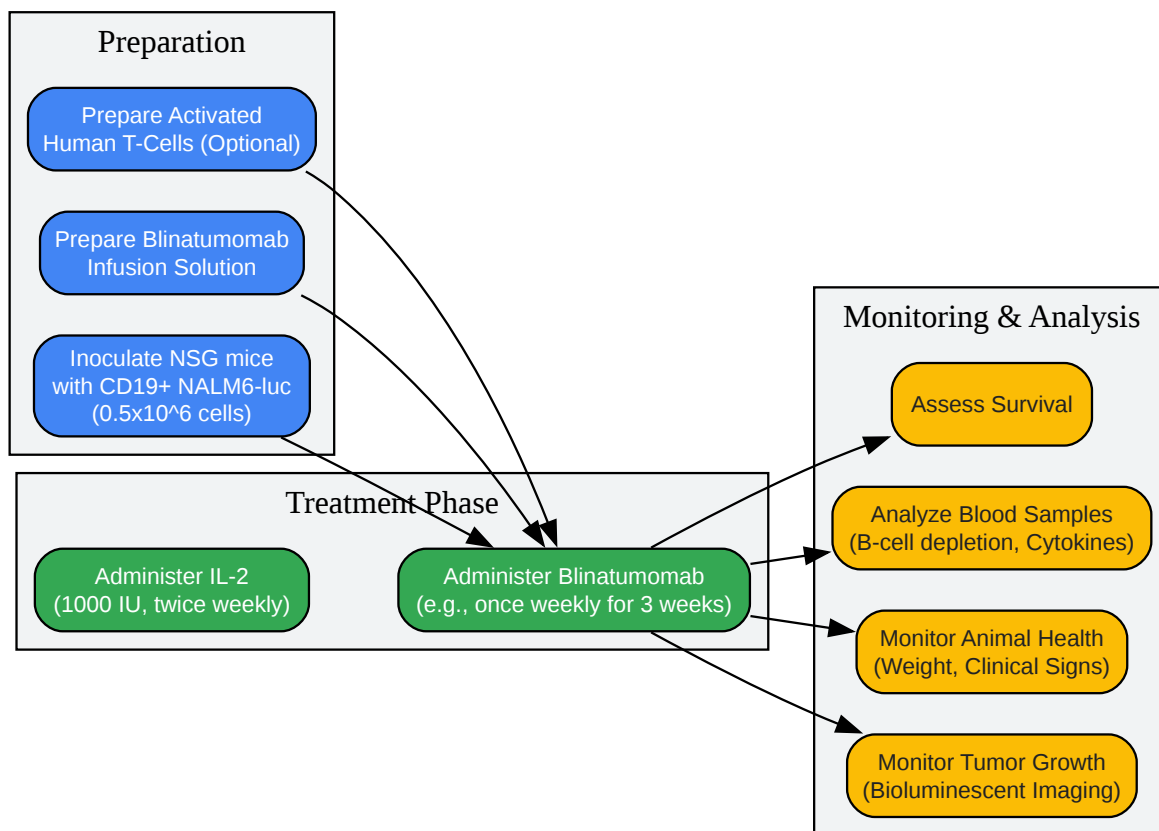 Preparation
Prepare Activated
Human T-Cells (Optional)
Prepare Blinatumomab
Infusion Solution
Inoculate NSG mice
with CD19+ NALM6-luc
(0.5x10^6 cells)
Treatment Phase
Administer IL-2
(1000 IU, twice weekly)
Administer Blinatumomab
(e.g., once weekly for 3 weeks)
Monitoring & Analysis
Assess Survival
Analyze Blood Samples
(B-cell depletion, Cytokines)
Monitor Animal Health
(Weight, Clinical Signs)
Monitor Tumor Growth
(Bioluminescent Imaging)